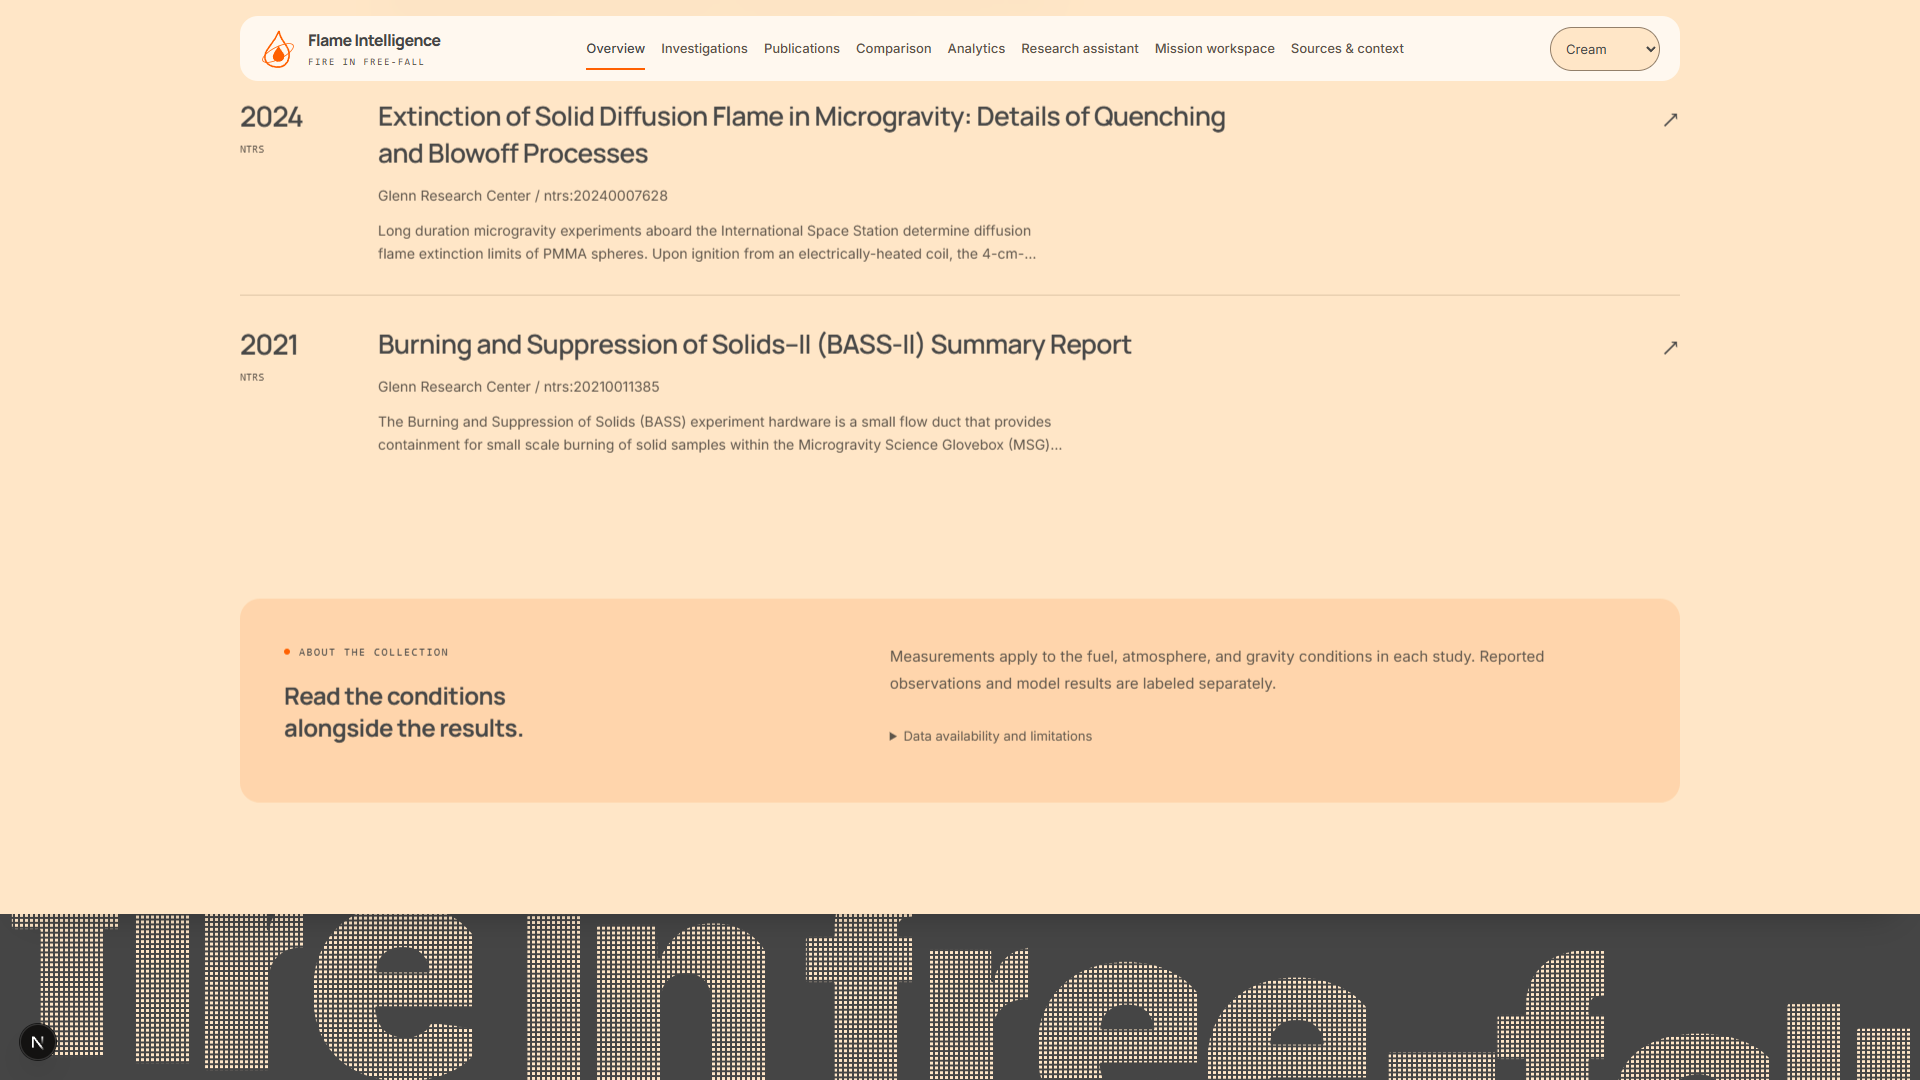 Flame Intelligence
FIRE IN FREE-FALL
Overview
Investigations
Publications
Comparison
Analytics
Research assistant
Mission workspace
Sources & context
Cream
2024
NTRS
Extinction of Solid Diffusion Flame in Microgravity: Details of Quenching
and Blowoff Processes
Glenn Research Center / ntrs:20240007628
Long duration microgravity experiments aboard the International Space Station determine diffusion
flame extinction limits of PMMA spheres. Upon ignition from an electrically-heated coil, the 4-cm-...
2021
NTRS
Burning and Suppression of Solids–II (BASS-II) Summary Report
Glenn Research Center / ntrs:20210011385
The Burning and Suppression of Solids (BASS) experiment hardware is a small flow duct that provides
containment for small scale burning of solid samples within the Microgravity Science Glovebox (MSG)...
ABOUT THE COLLECTION
Read the conditions
alongside the results.
Measurements apply to the fuel, atmosphere, and gravity conditions in each study. Reported
observations and model results are labeled separately.
Data availability and limitations
fire in free-fall
N